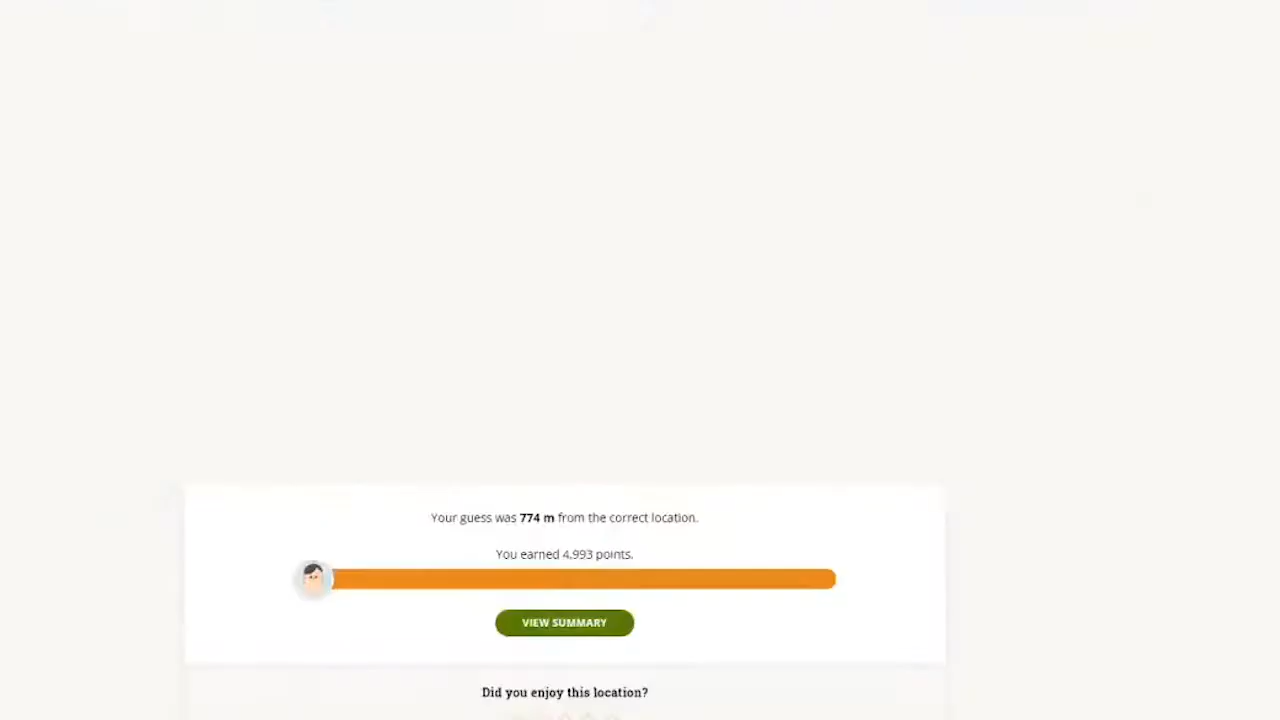 Your guess was 774 m from the correct location.
You earned 4,993 points.
VIEW SUMMARY
Did you enjoy this location?